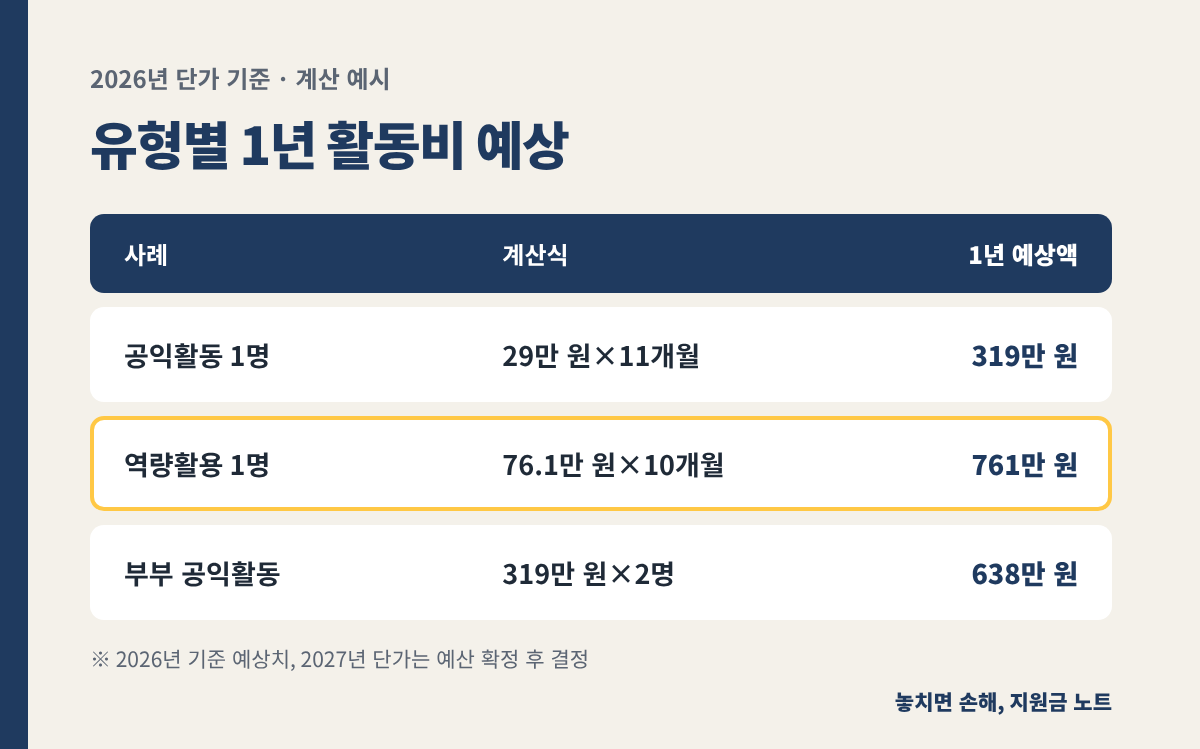 2026년 단가 기준 · 계산 예시
유형별 1년 활동비 예상
사례 계산식 1년 예상액
공익활동 1명 29만 원×11개월 319만 원
역량활용 1명 76.1만 원×10개월 761만 원
부부 공익활동 319만 원×2명 638만 원
※ 2026년 기준 예상치, 2027년 단가는 예산 확정 후 결정
놓치면 손해, 지원금 노트